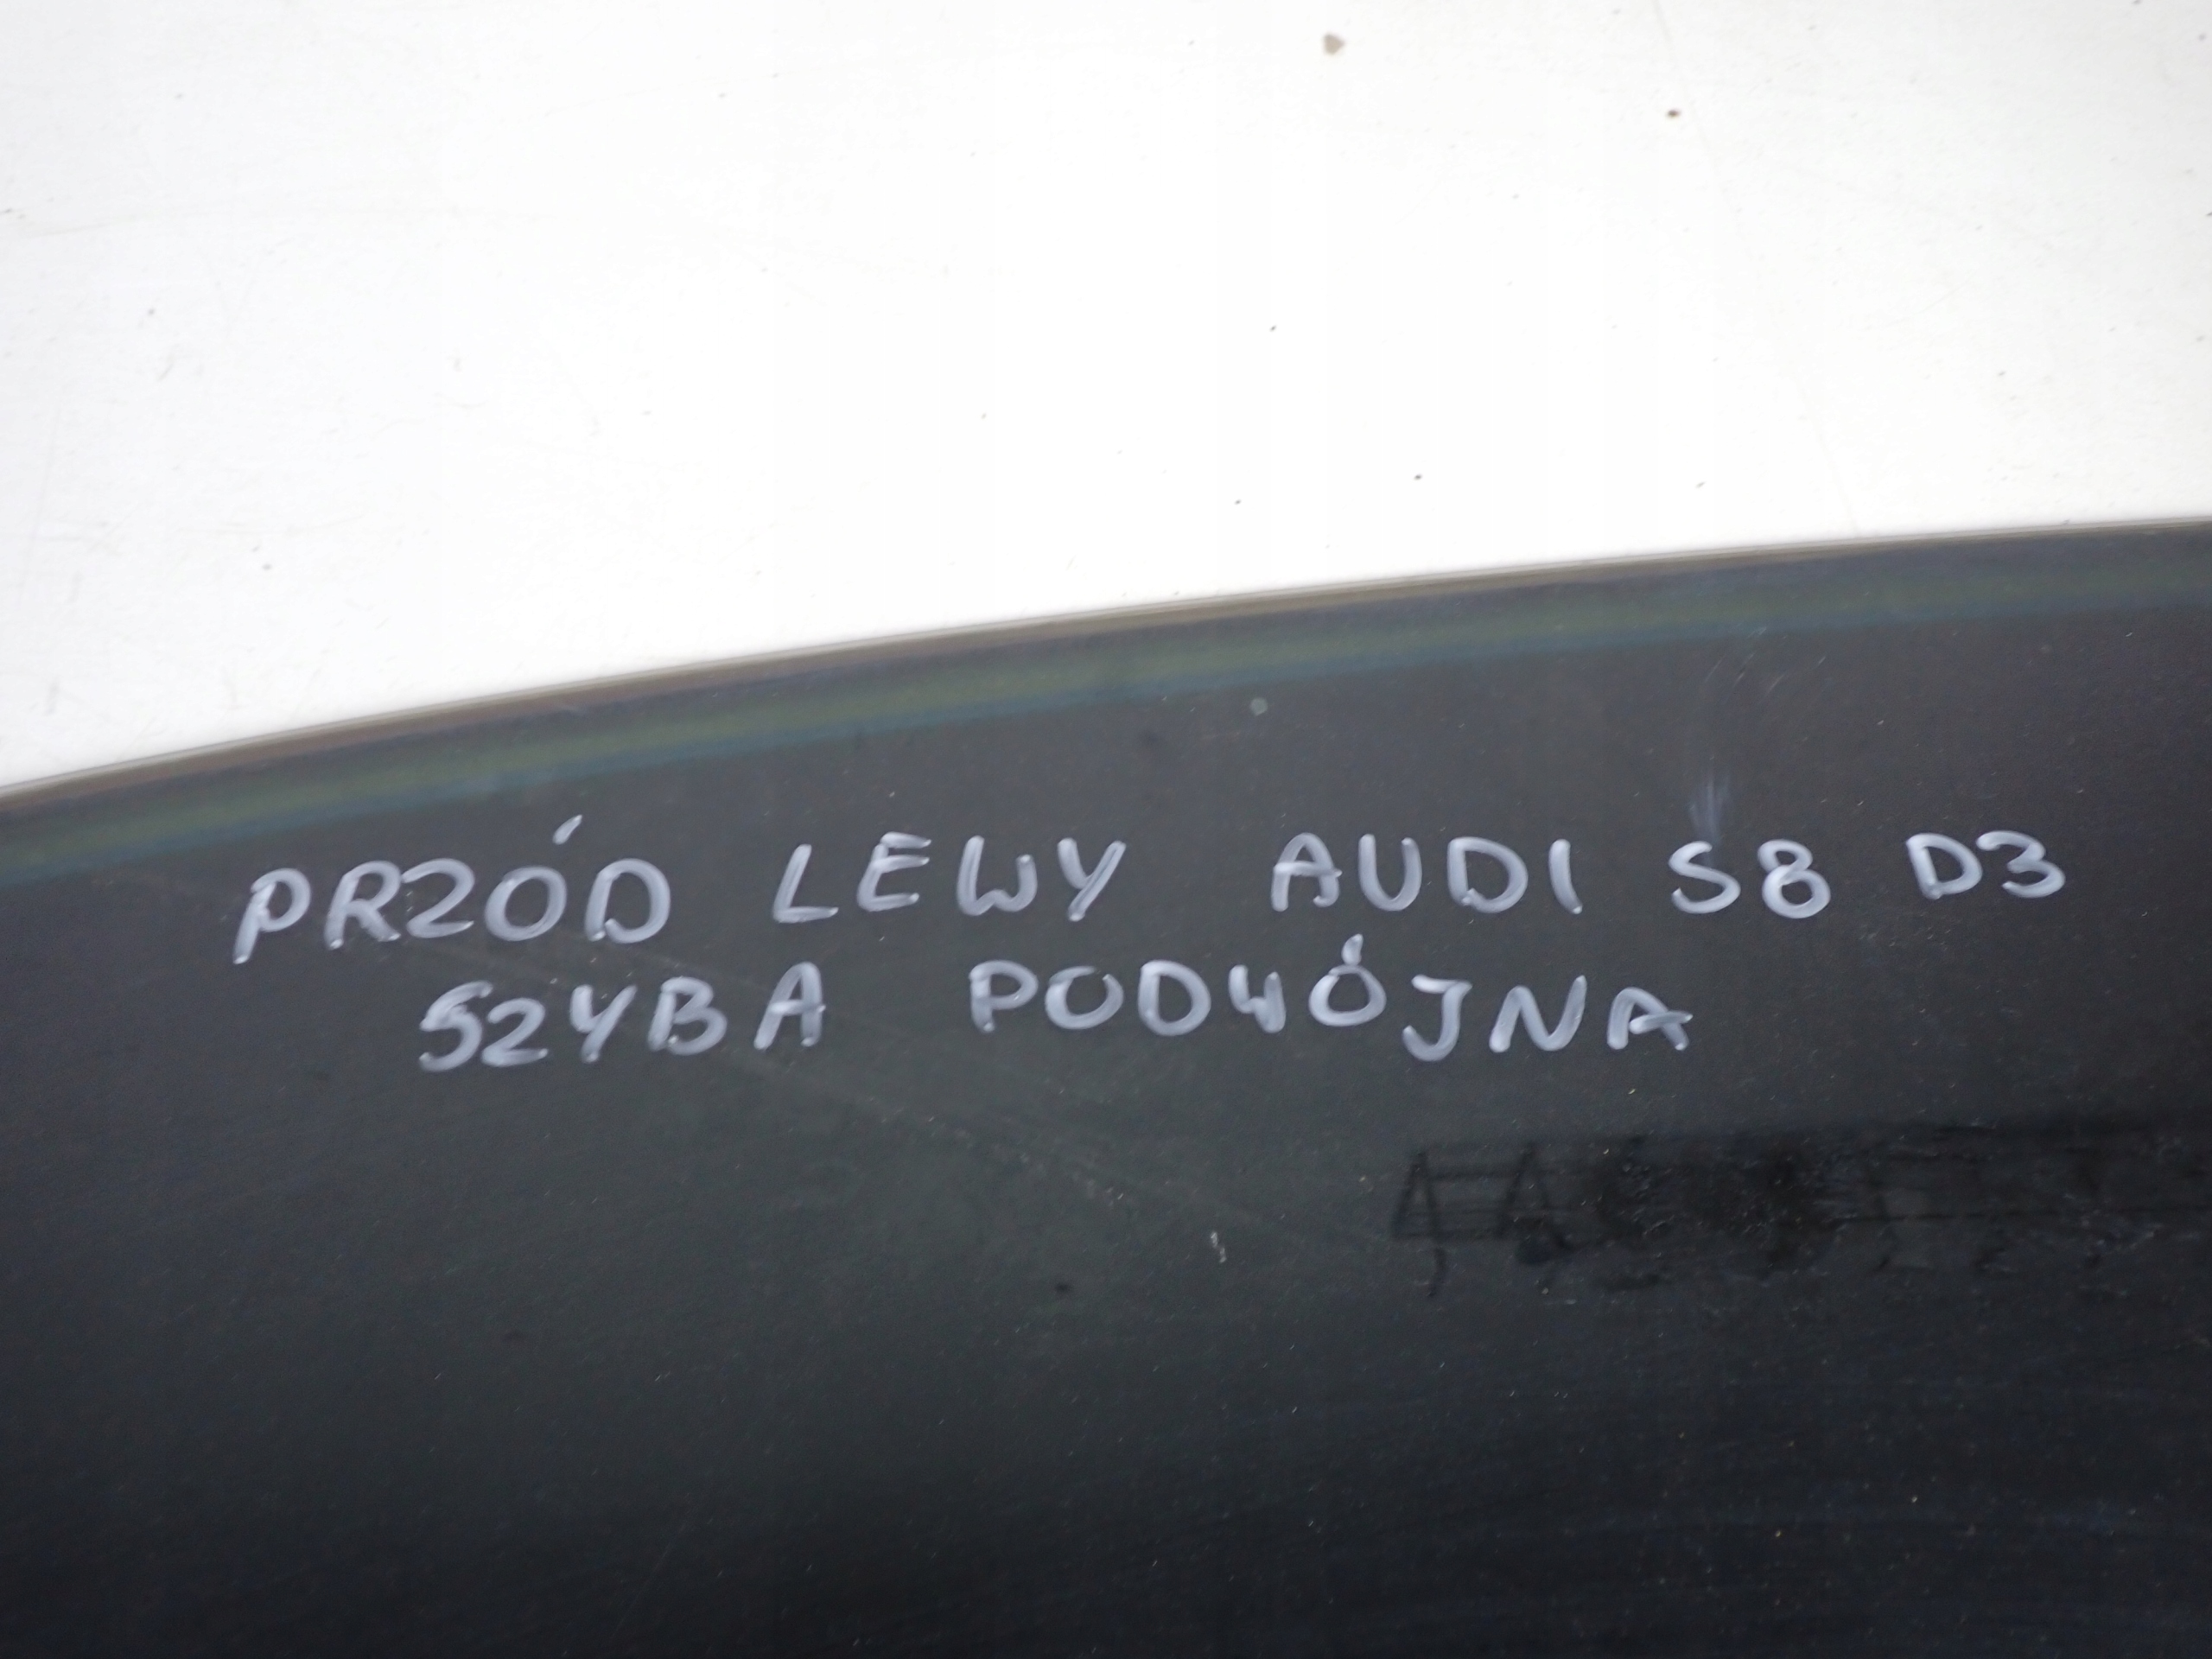 PRZÓD LEWY AUDI S8 D3
SZYBA PODWÓJNA